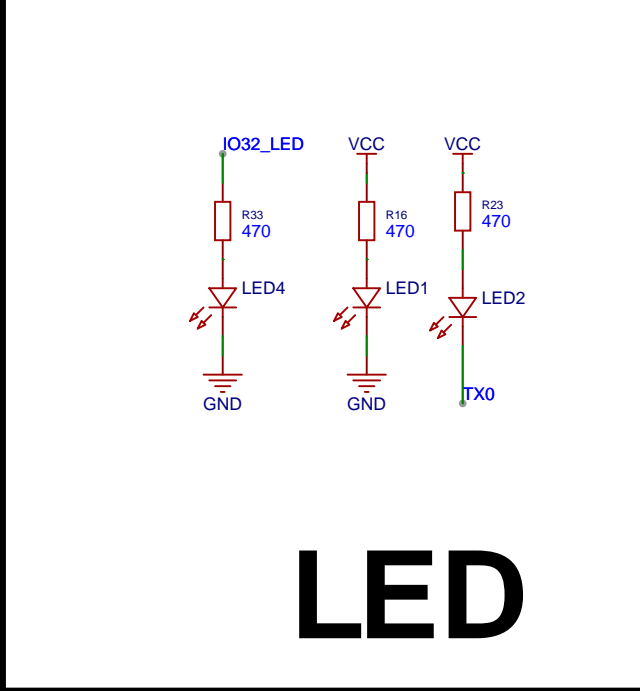 IO32_LED
VCC
VCC
R33
470
R16
470
R23
470
LED4
LED1
LED2
GND
GND
TX0
LED